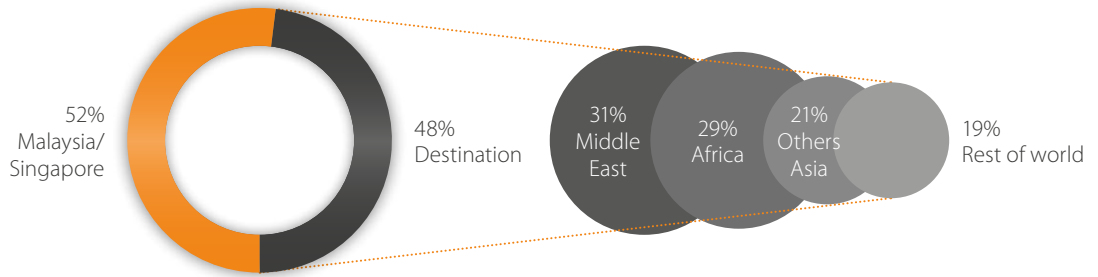 52%
Malaysia/
Singapore
48%
Destination
31%
Middle
East
29%
Africa
21%
Others
Asia
19%
Rest of world